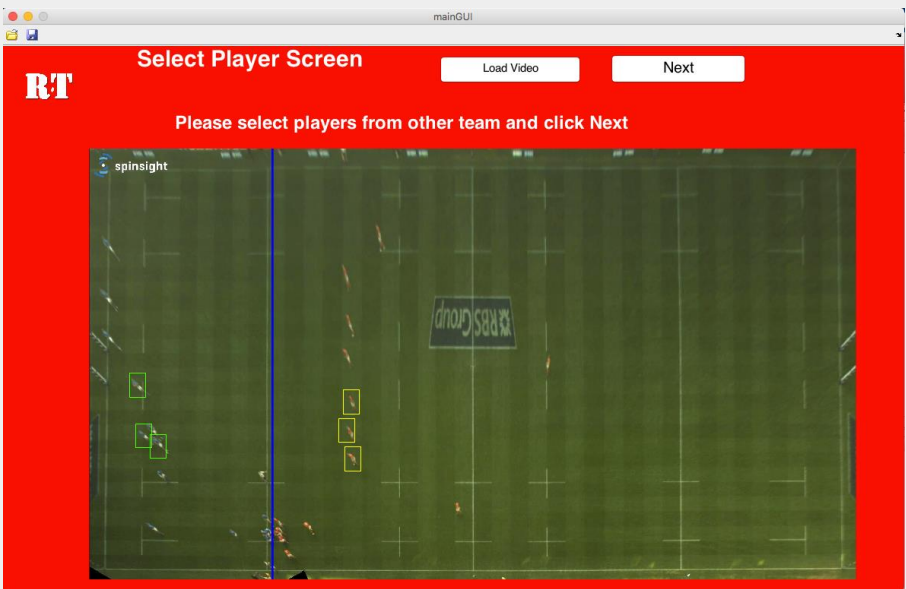 mainGUI
Select Player Screen
Load Video
Next
RT
Please select players from other team and click Next
spinsight
RBS Group